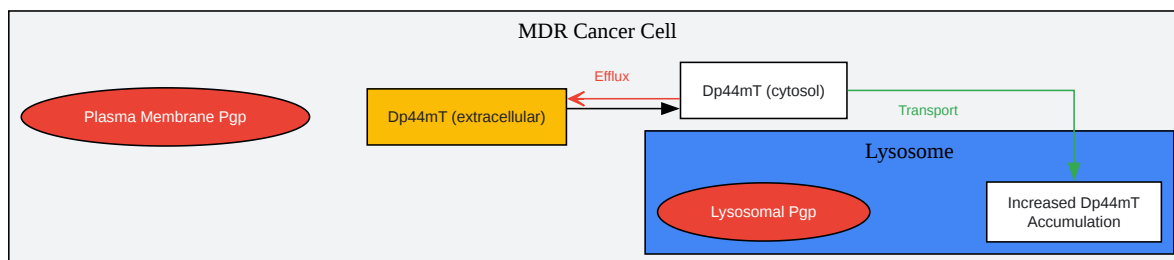 MDR Cancer Cell
Plasma Membrane Pgp
Dp44mT (extracellular)
Efflux
Dp44mT (cytosol)
Transport
Lysosome
Lysosomal Pgp
Increased Dp44mT
Accumulation